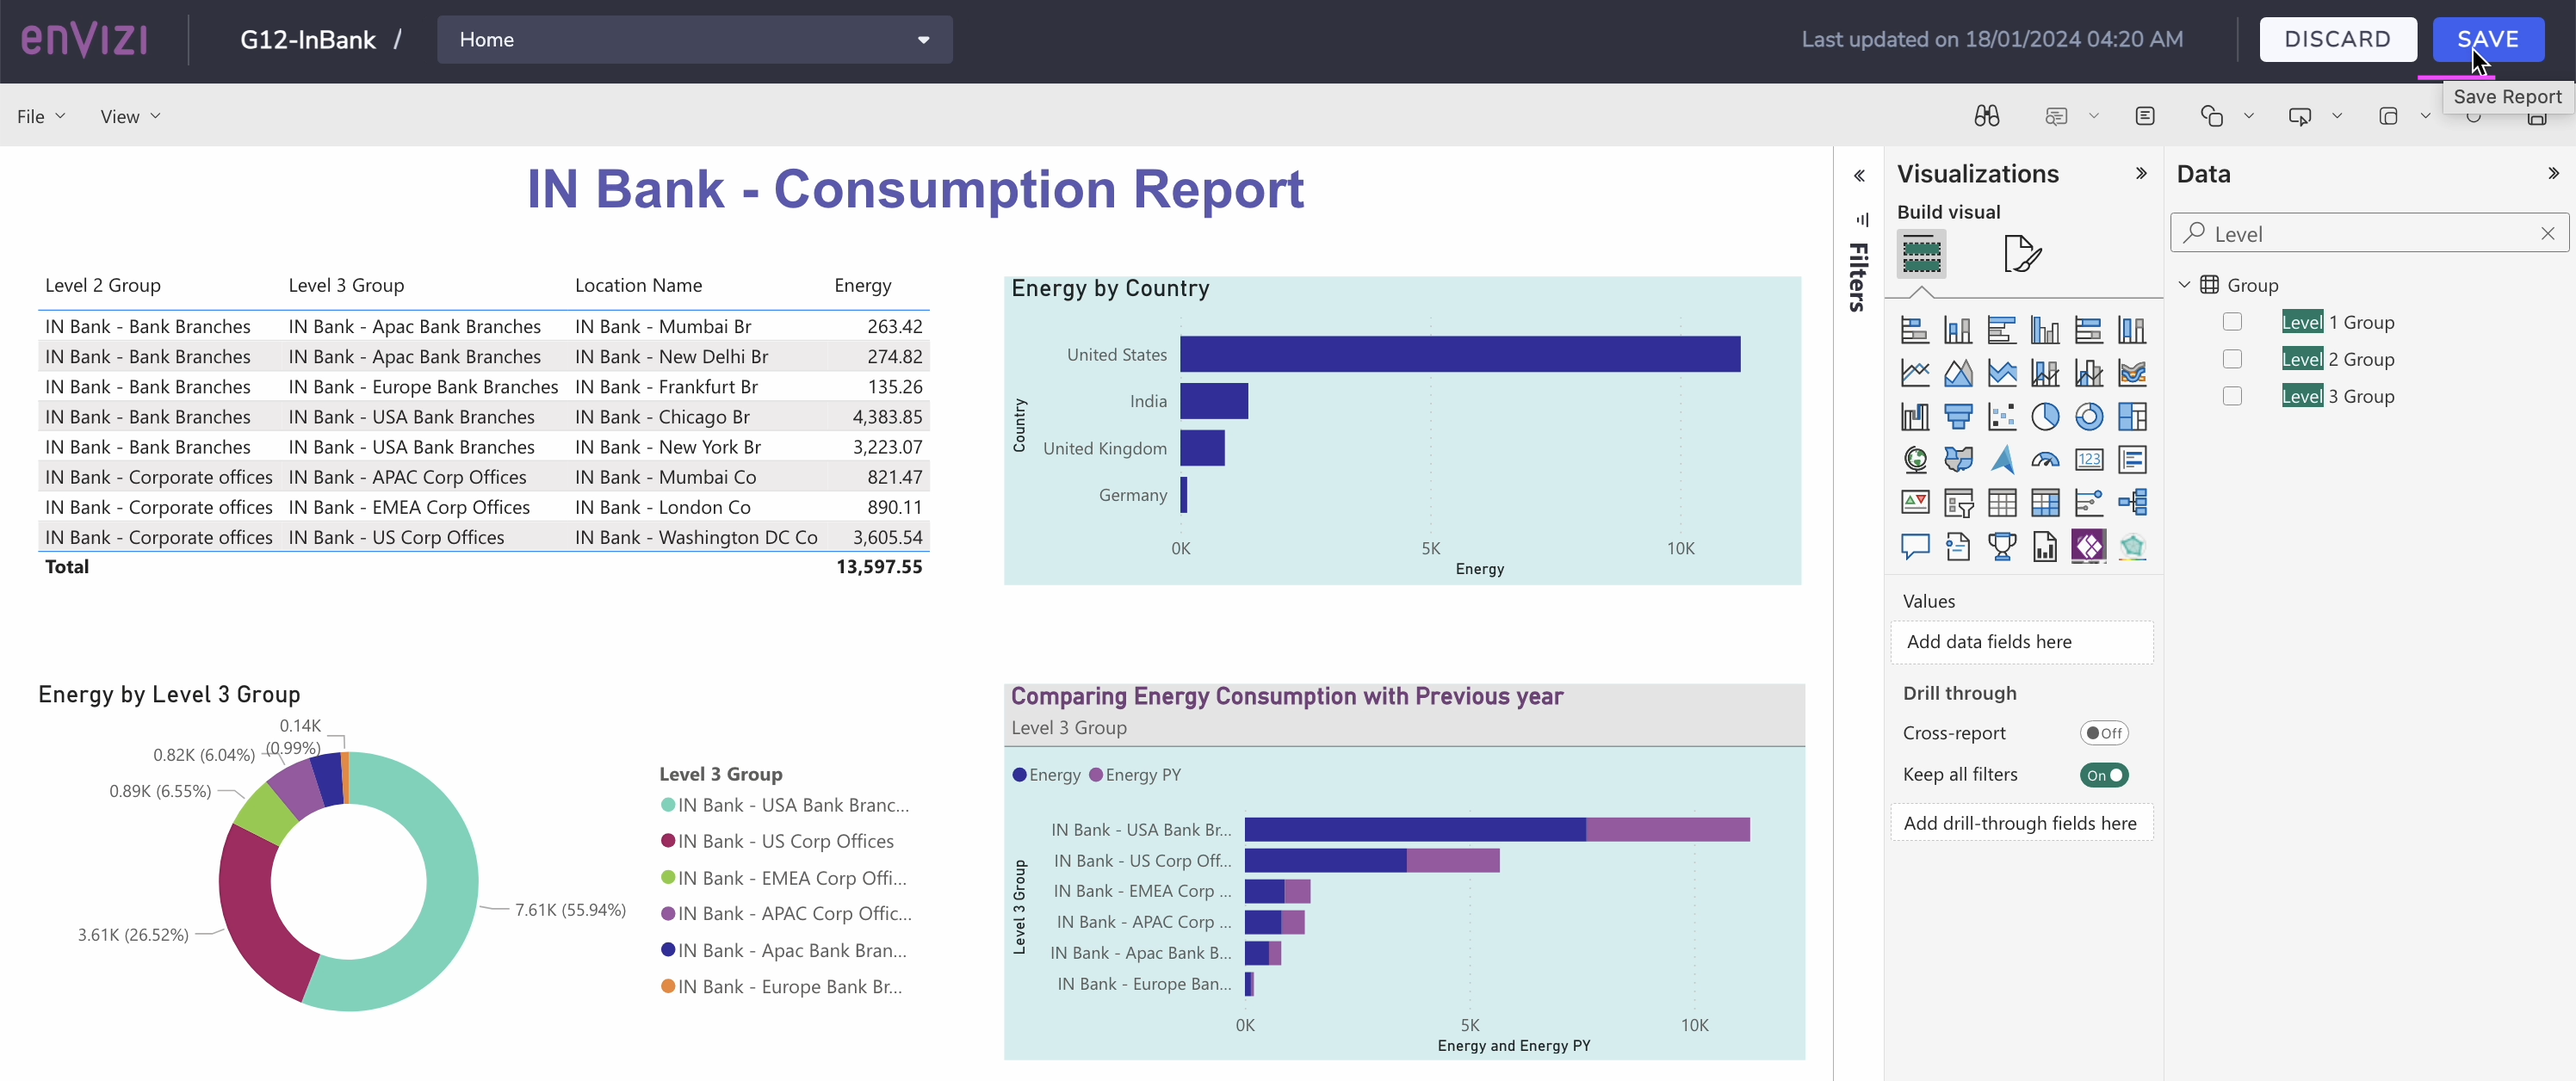 envizi
G12-InBank / Home
Last updated on 18/01/2024 04:20 AM
DISCARD
SAVE
Save Report
File
View
IN Bank - Consumption Report
Level 2 Group Level 3 Group Location Name Energy
IN Bank - Bank Branches IN Bank - Apac Bank Branches IN Bank - Mumbai Br 263.42
IN Bank - Bank Branches IN Bank - Apac Bank Branches IN Bank - New Delhi Br 274.82
IN Bank - Bank Branches IN Bank - Europe Bank Branches IN Bank - Frankfurt Br 135.26
IN Bank - Bank Branches IN Bank - USA Bank Branches IN Bank - Chicago Br 4,383.85
IN Bank - Bank Branches IN Bank - USA Bank Branches IN Bank - New York Br 3,223.07
IN Bank - Corporate offices IN Bank - APAC Corp Offices IN Bank - Mumbai Co 821.47
IN Bank - Corporate offices IN Bank - EMEA Corp Offices IN Bank - London Co 890.11
IN Bank - Corporate offices IN Bank - US Corp Offices IN Bank - Washington DC Co 3,605.54
Total 13,597.55
Energy by Country
Country
United States
India
United Kingdom
Germany
0K 5K 10K
Energy
Energy by Level 3 Group
0.14K
(0.99%)
0.82K (6.04%)
0.89K (6.55%)
3.61K (26.52%)
7.61K (55.94%)
Level 3 Group
IN Bank - USA Bank Branc...
IN Bank - US Corp Offices
IN Bank - EMEA Corp Offi...
IN Bank - APAC Corp Offic...
IN Bank - Apac Bank Bran...
IN Bank - Europe Bank Br...
Comparing Energy Consumption with Previous year
Level 3 Group
Energy Energy PY
Level 3 Group
IN Bank - USA Bank Br...
IN Bank - US Corp Off...
IN Bank - EMEA Corp ...
IN Bank - APAC Corp ...
IN Bank - Apac Bank B...
IN Bank - Europe Ban...
0K 5K 10K
Energy and Energy PY
Filters
Visualizations
Build visual
123
Values
Add data fields here
Drill through
Cross-report Off
Keep all filters On
Add drill-through fields here
Data
Level
Group
Level 1 Group
Level 2 Group
Level 3 Group